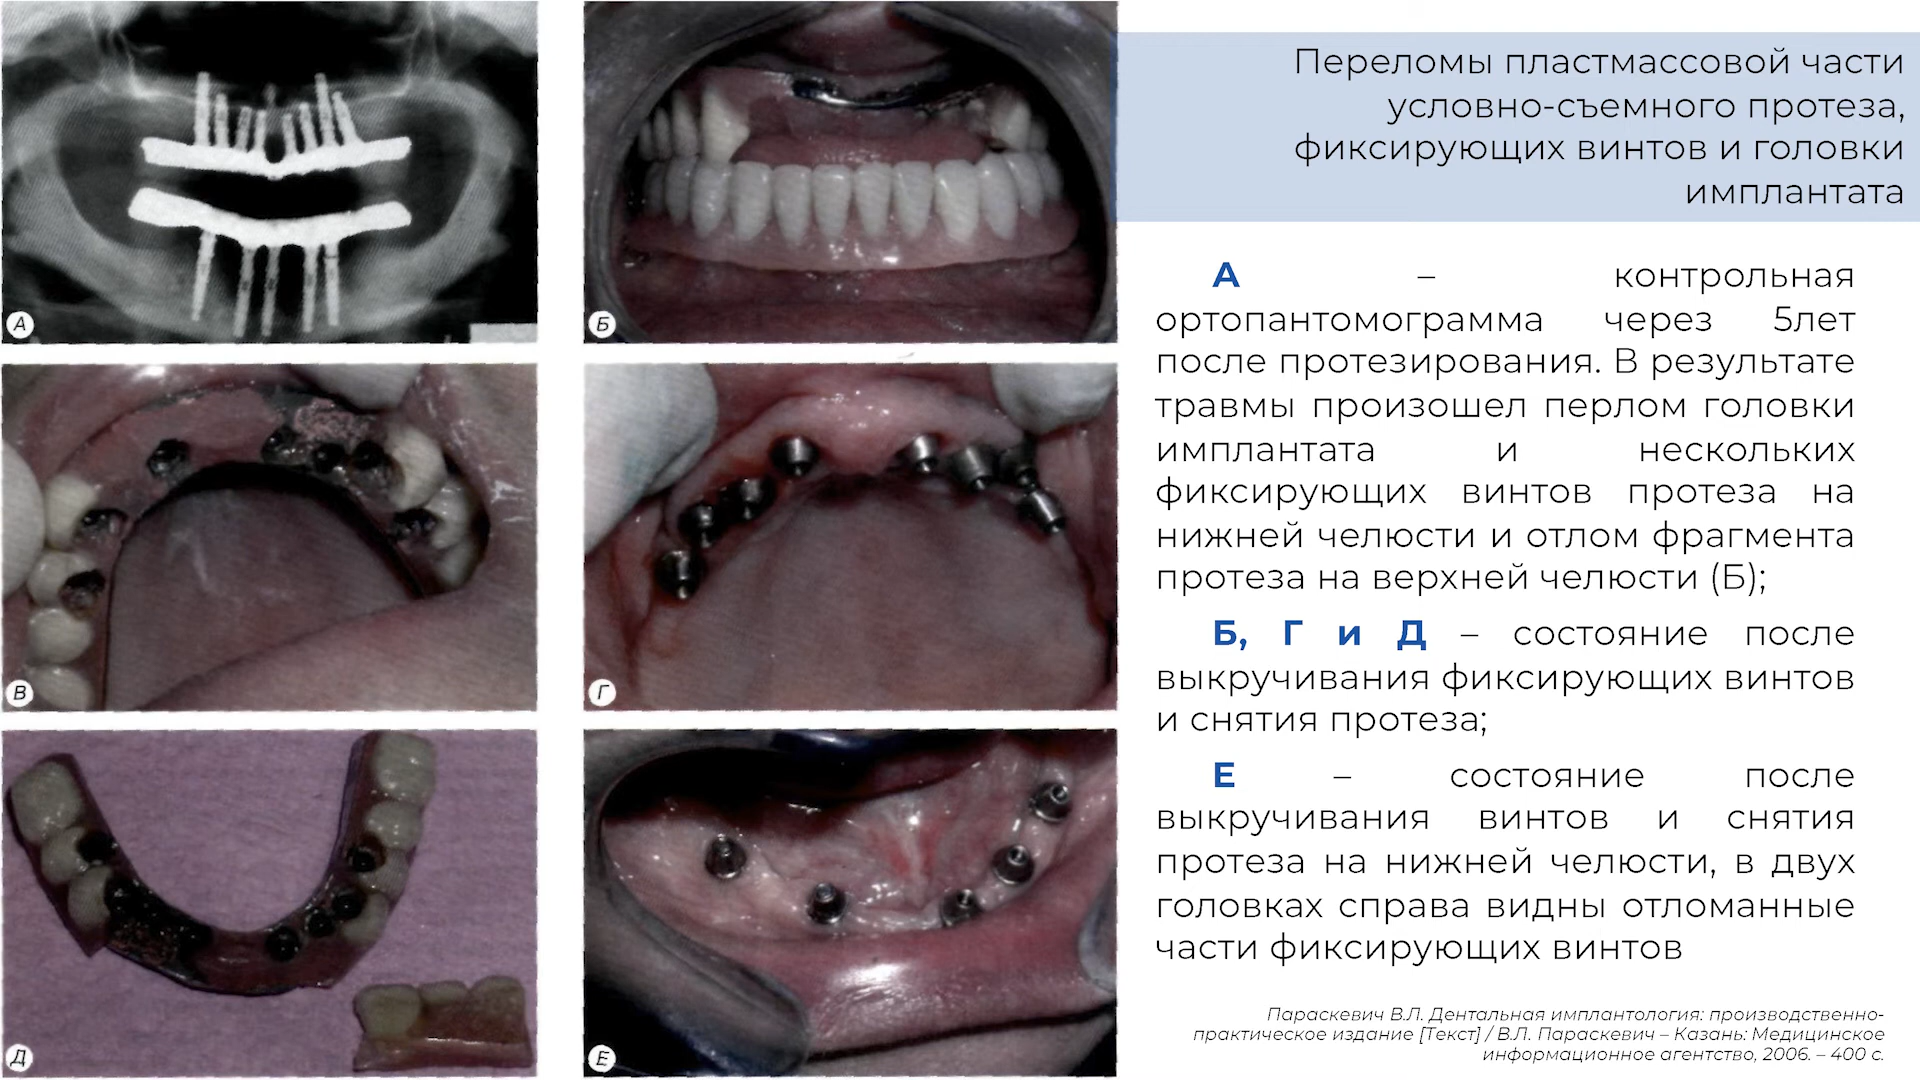 А
Б
В
Г
Д
Е
Переломы пластмассовой части
условно-съемного протеза,
фиксирующих винтов и головки
имплантата
А – контрольная
ортопантомограмма через 5лет
после протезирования. В результате
травмы произошел перлом головки
имплантата и нескольких
фиксирующих винтов протеза на
нижней челюсти и отлом фрагмента
протеза на верхней челюсти (Б);
Б, Г и Д – состояние после
выкручивания фиксирующих винтов
и снятия протеза;
Е – состояние после
выкручивания винтов и снятия
протеза на нижней челюсти, в двух
головках справа видны отломанные
части фиксирующих винтов
Параскевич В.Л. Дентальная имплантология: производственно-
практическое издание [Текст] / В.Л. Параскевич – Казань: Медицинское
информационное агентство, 2006. – 400 с.